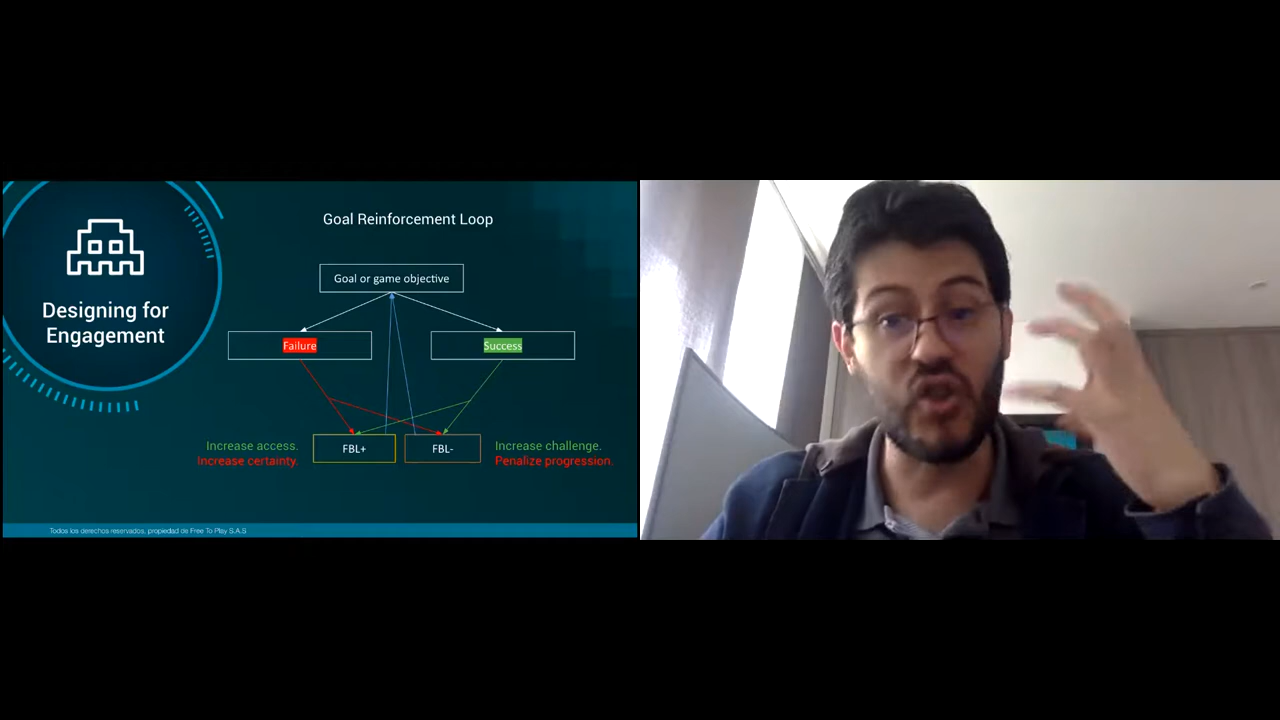 Goal Reinforcement Loop
Goal or game objective
Designing for
Engagement
Failure
Success
Increase access.
Increase certainty.
FBL+
FBL-
Increase challenge.
Penalize progression.
Todos los derechos reservados, propiedad de Free To Play S.A.S